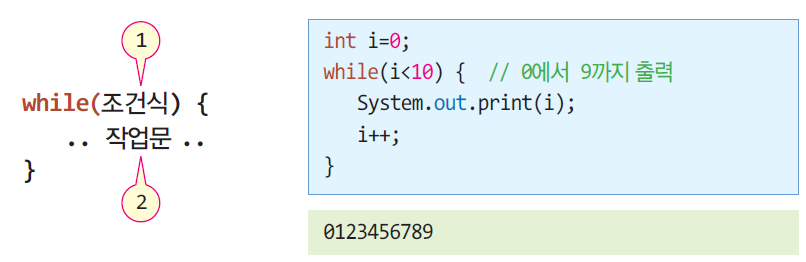 1
while(조건식) {
.. 작업문 ..
}
2
int i=0;
while(i<10) { // 0에서 9까지 출력
System.out.print(i);
i++;
}
0123456789